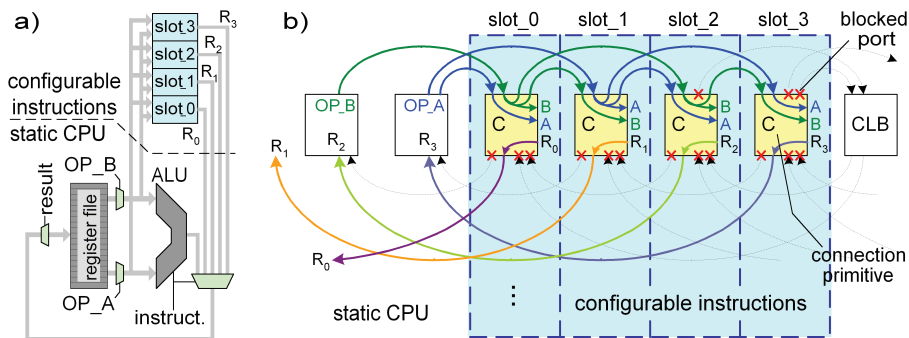 a)
R3
slot_3
R2
slot_2
R1
slot_1
configurable
instructions
slot_0
static CPU
R0
OP_B
ALU
result
register file
OP_A
instruct.
b)
slot_0
slot_1
slot_2
slot_3
blocked
port
OP_B
OP_A
B
A
A
B
B
A
A
B
C
C
C
C
CLB
R1
R2
R3
R0
R1
R2
R3
R0
connection
primitive
static CPU
⋮
configurable instructions